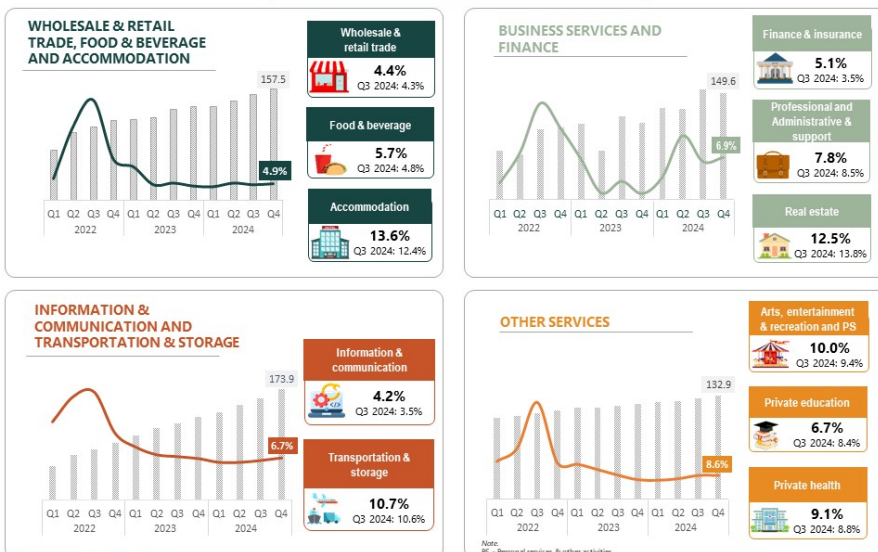 WHOLESALE & RETAIL
TRADE, FOOD & BEVERAGE
AND ACCOMMODATION
157.5
4.9%
Q1 Q2 Q3 Q4 Q1 Q2 Q3 Q4 Q1 Q2 Q3 Q4
2022 2023 2024
Wholesale &
retail trade
4.4%
Q3 2024: 4.3%
Food & beverage
5.7%
Q3 2024: 4.8%
Accommodation
HOTEL
13.6%
Q3 2024: 12.4%
BUSINESS SERVICES AND
FINANCE
149.6
6.9%
Q1 Q2 Q3 Q4 Q1 Q2 Q3 Q4 Q1 Q2 Q3 Q4
2022 2023 2024
Finance & insurance
5.1%
Q3 2024: 3.5%
Professional and
Administrative &
support
7.8%
Q3 2024: 8.5%
Real estate
12.5%
Q3 2024: 13.8%
INFORMATION &
COMMUNICATION AND
TRANSPORTATION & STORAGE
173.9
6.7%
Q1 Q2 Q3 Q4 Q1 Q2 Q3 Q4 Q1 Q2 Q3 Q4
2022 2023 2024
Information &
communication
4.2%
Q3 2024: 3.5%
Transportation &
storage
10.7%
Q3 2024: 10.6%
OTHER SERVICES
132.9
8.6%
Q1 Q2 Q3 Q4 Q1 Q2 Q3 Q4 Q1 Q2 Q3 Q4
2022 2023 2024
Note.
PS – Personal services & other activities
Arts, entertainment
& recreation and PS
10.0%
Q3 2024: 9.4%
Private education
6.7%
Q3 2024: 8.4%
Private health
9.1%
Q3 2024: 8.8%